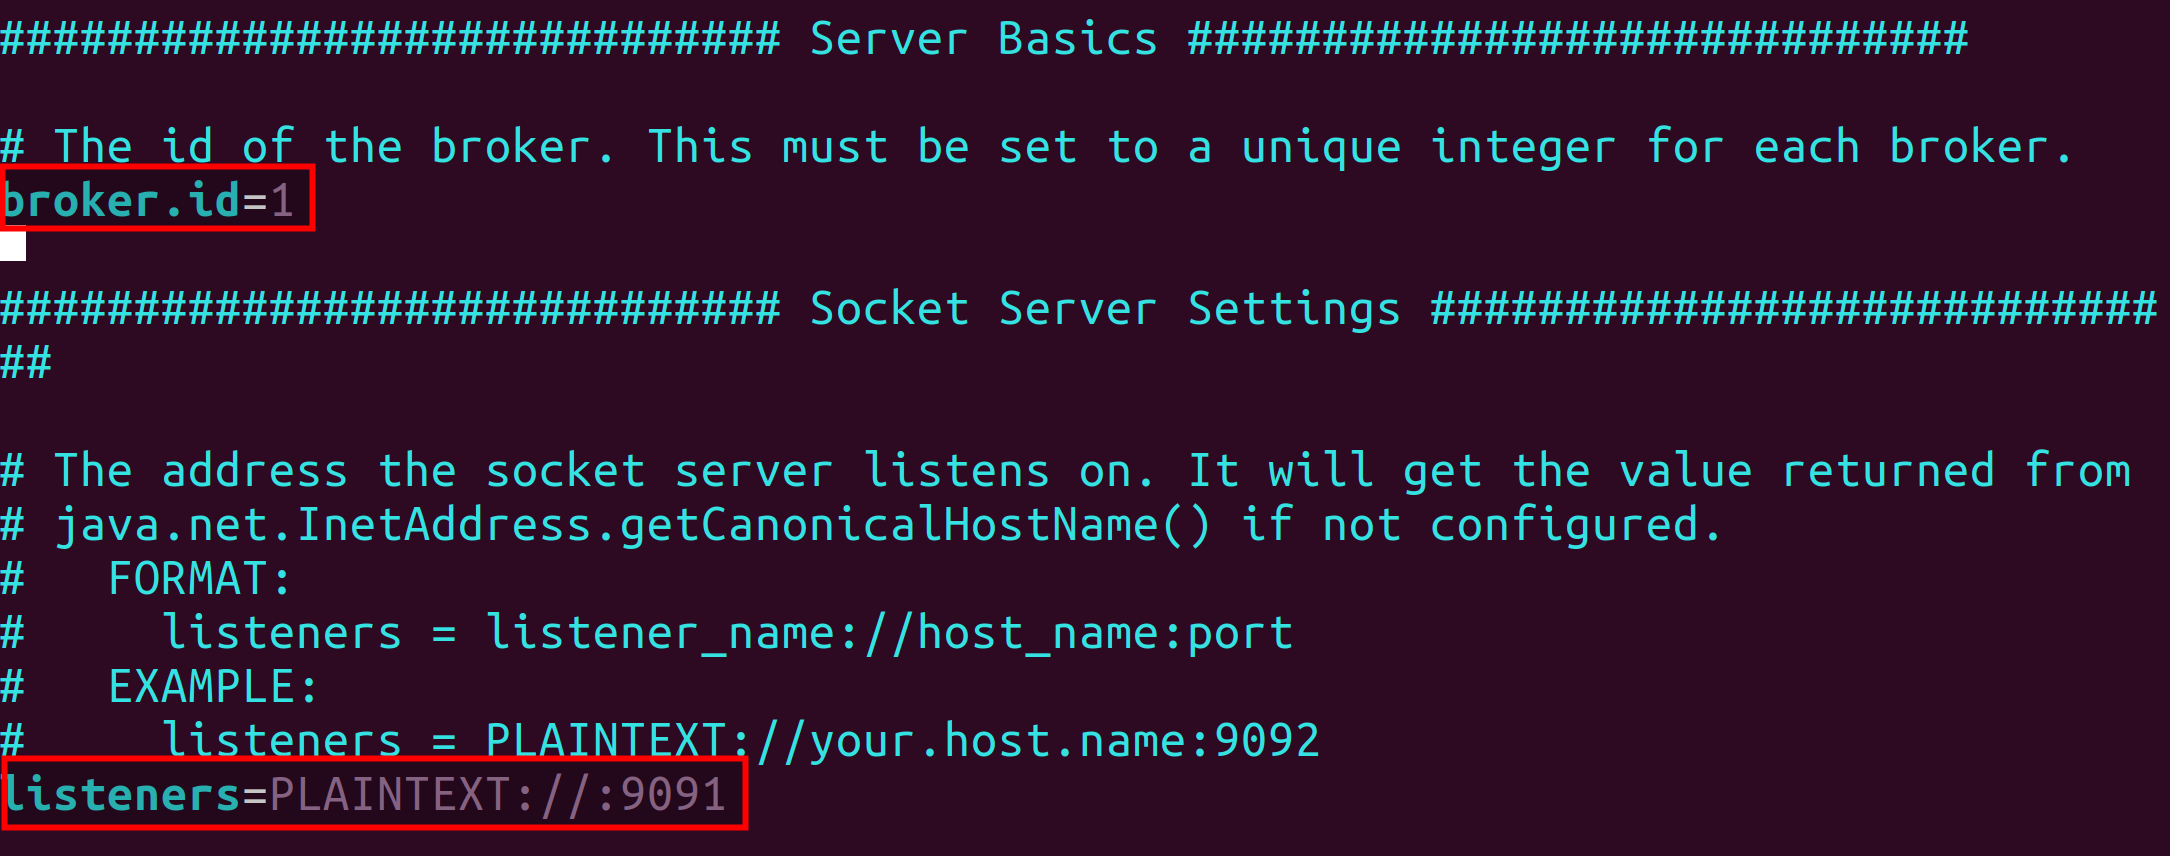 ############################# Server Basics #############################
# The id of the broker. This must be set to a unique integer for each broker.
broker.id=1
############################# Socket Server Settings ###########################
##
# The address the socket server listens on. It will get the value returned from
# java.net.InetAddress.getCanonicalHostName() if not configured.
#   FORMAT:
#     listeners = listener_name://host_name:port
#   EXAMPLE:
#     listeners = PLAINTEXT://your.host.name:9092
listeners=PLAINTEXT://:9091